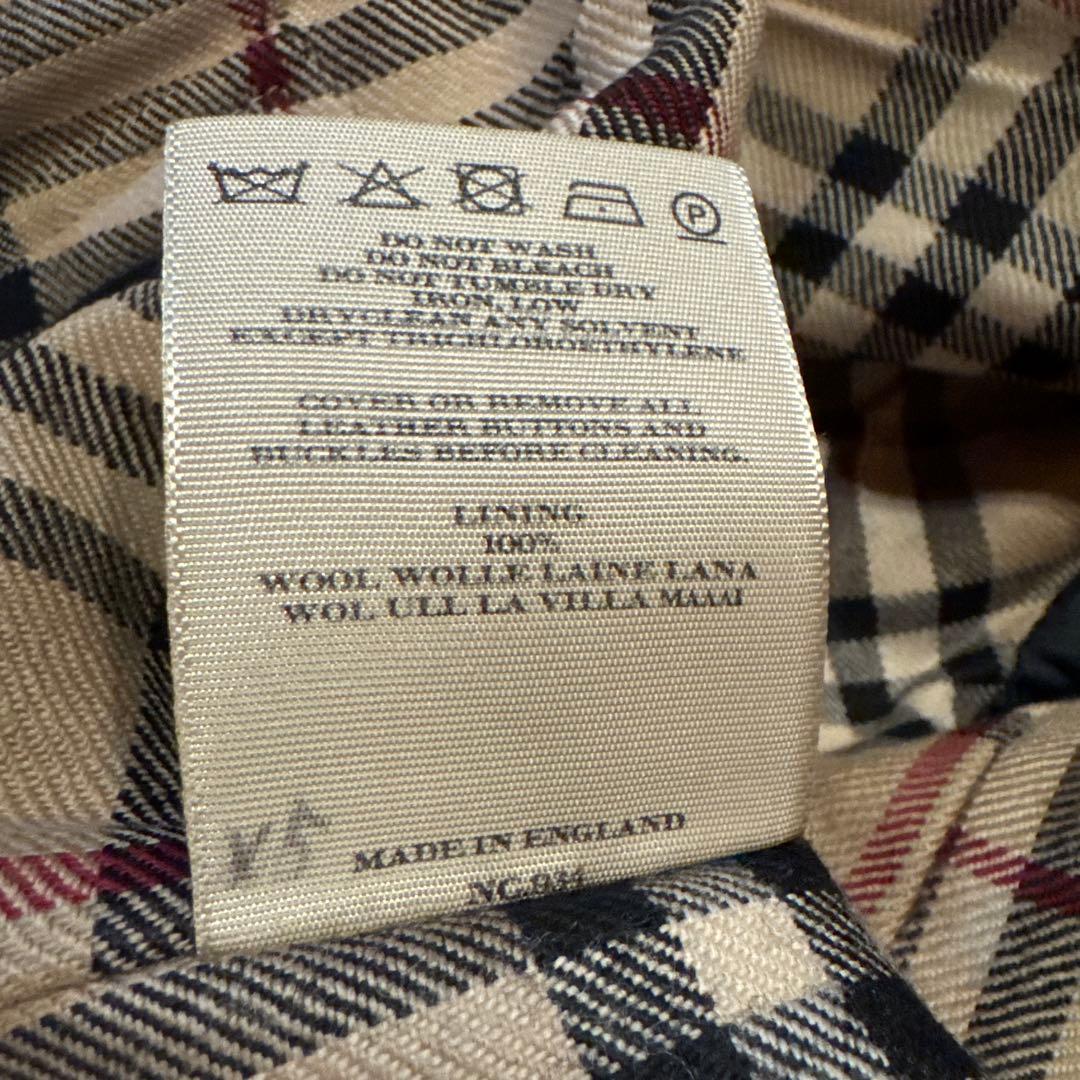 P
DO NOT WASH
DO NOT BLEACH
DO NOT TUMBLE DRY
IRON, LOW
DRYCLEAN ANY SOLVENT
EXCEPT TRICHLOROETHYLENE
COVER OR REMOVE ALL
LEATHER BUTTONS AND
BUCKLES BEFORE CLEANING.
LINING
100%
WOOL WOLLE LAINE LANA
WOL ULL LA VILLA
MADE IN ENGLAND